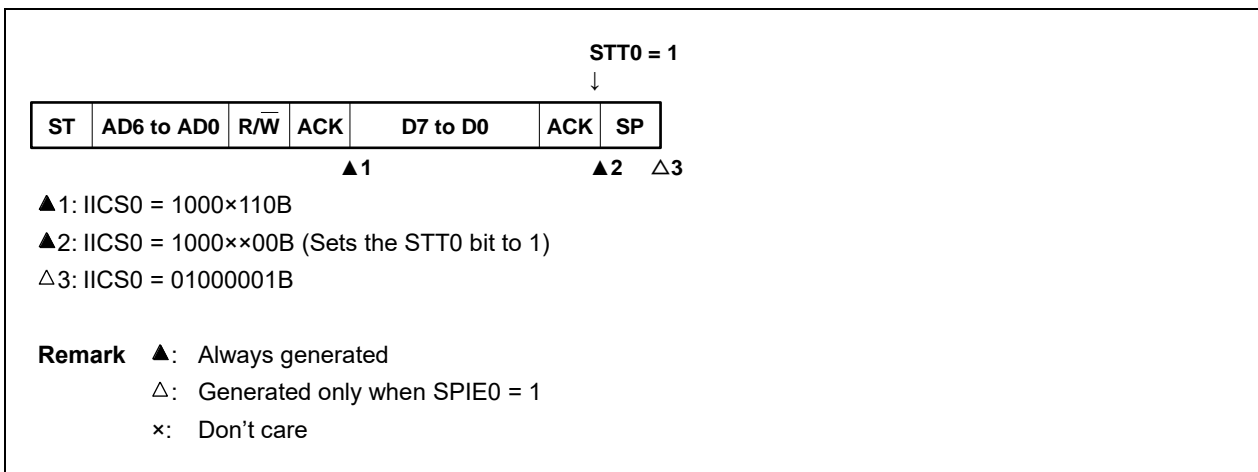 STT0 = 1
↓
ST AD6 to AD0 R/W̅ ACK D7 to D0 ACK SP
▲1 ▲2 △3
▲1: IICS0 = 1000×110B
▲2: IICS0 = 1000××00B (Sets the STT0 bit to 1)
△3: IICS0 = 01000001B
Remark ▲: Always generated
△: Generated only when SPIE0 = 1
×: Don’t care